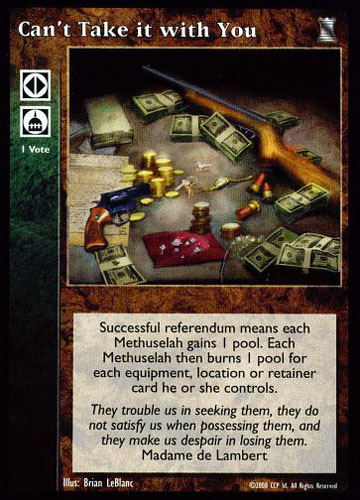 Can't Take it with You
1 Vote
Successful referendum means each
Methuselah gains 1 pool. Each
Methuselah then burns 1 pool for
each equipment, location or retainer
card he or she controls.
They trouble us in seeking them, they do
not satisfy us when possessing them, and
they make us despair in losing them.
Madame de Lambert
Illus: Brian LeBlanc
©2008 CCP hf. All Rights Reserved